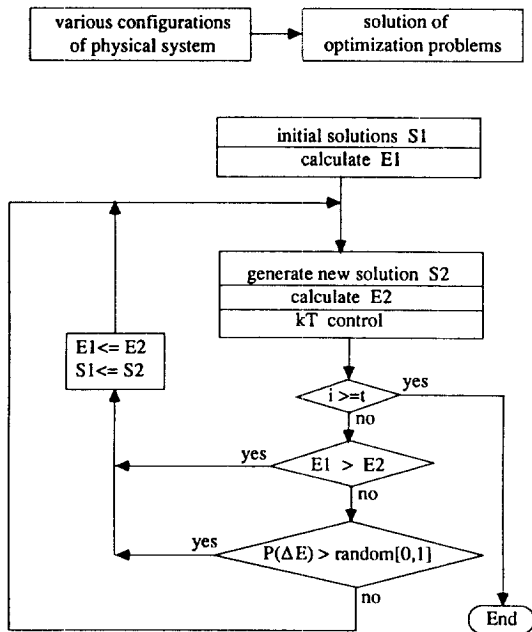 various configurations
of physical system
solution of
optimization problems
initial solutions S1
calculate E1
generate new solution S2
calculate E2
kT control
E1<= E2
S1<= S2
i >=t
yes
no
E1 > E2
yes
no
P(ΔE) > random[0,1]
yes
no
End